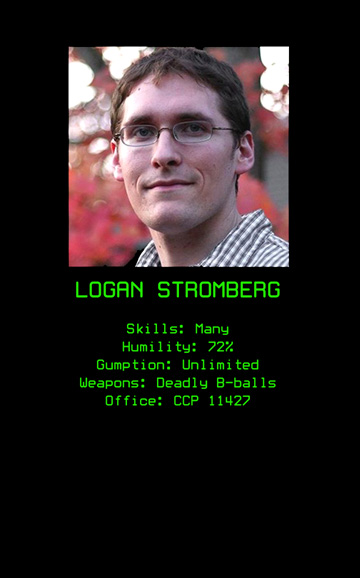 LOGAN STROMBERG
Skills: Many
Humility: 72%
Gumption: Unlimited
Weapons: Deadly B-balls
Office: CCP 11427